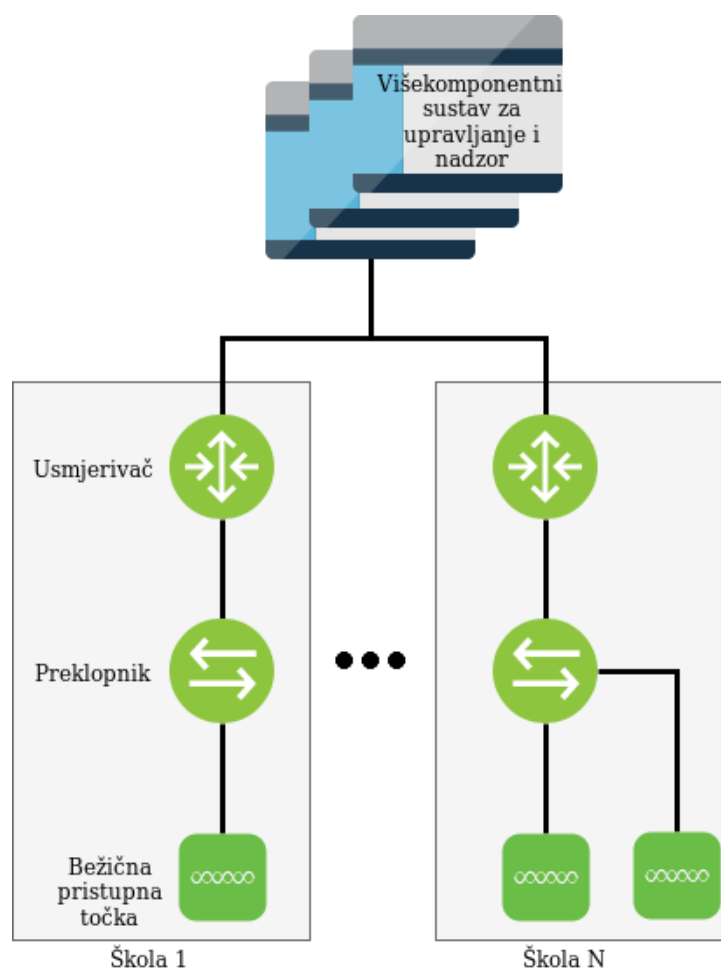 Višekomponentni
sustav za
upravljanje i
nadzor
Usmjerivač
Preklopnik
Bežična
pristupna
točka
Škola 1
Škola N